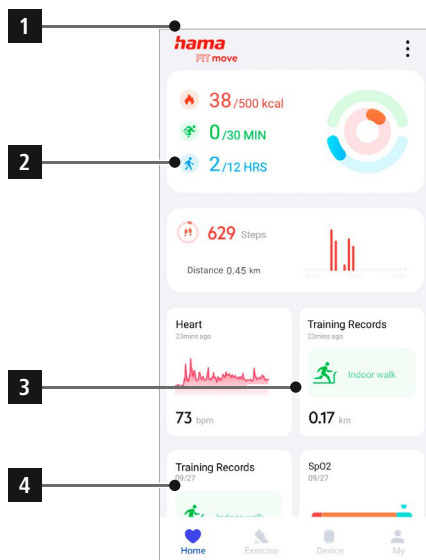 1
hama
FIT move
38/500 kcal
0/30 MIN
2
2/12 HRS
629 Steps
Distance 0.45 km
Heart
23mins ago
Training Records
23mins ago
Indoor walk
3
73 bpm
0.17 km
Training Records
09/27
SpO2
09/27
4
Indoor walk
Home
Exercise
Device
My